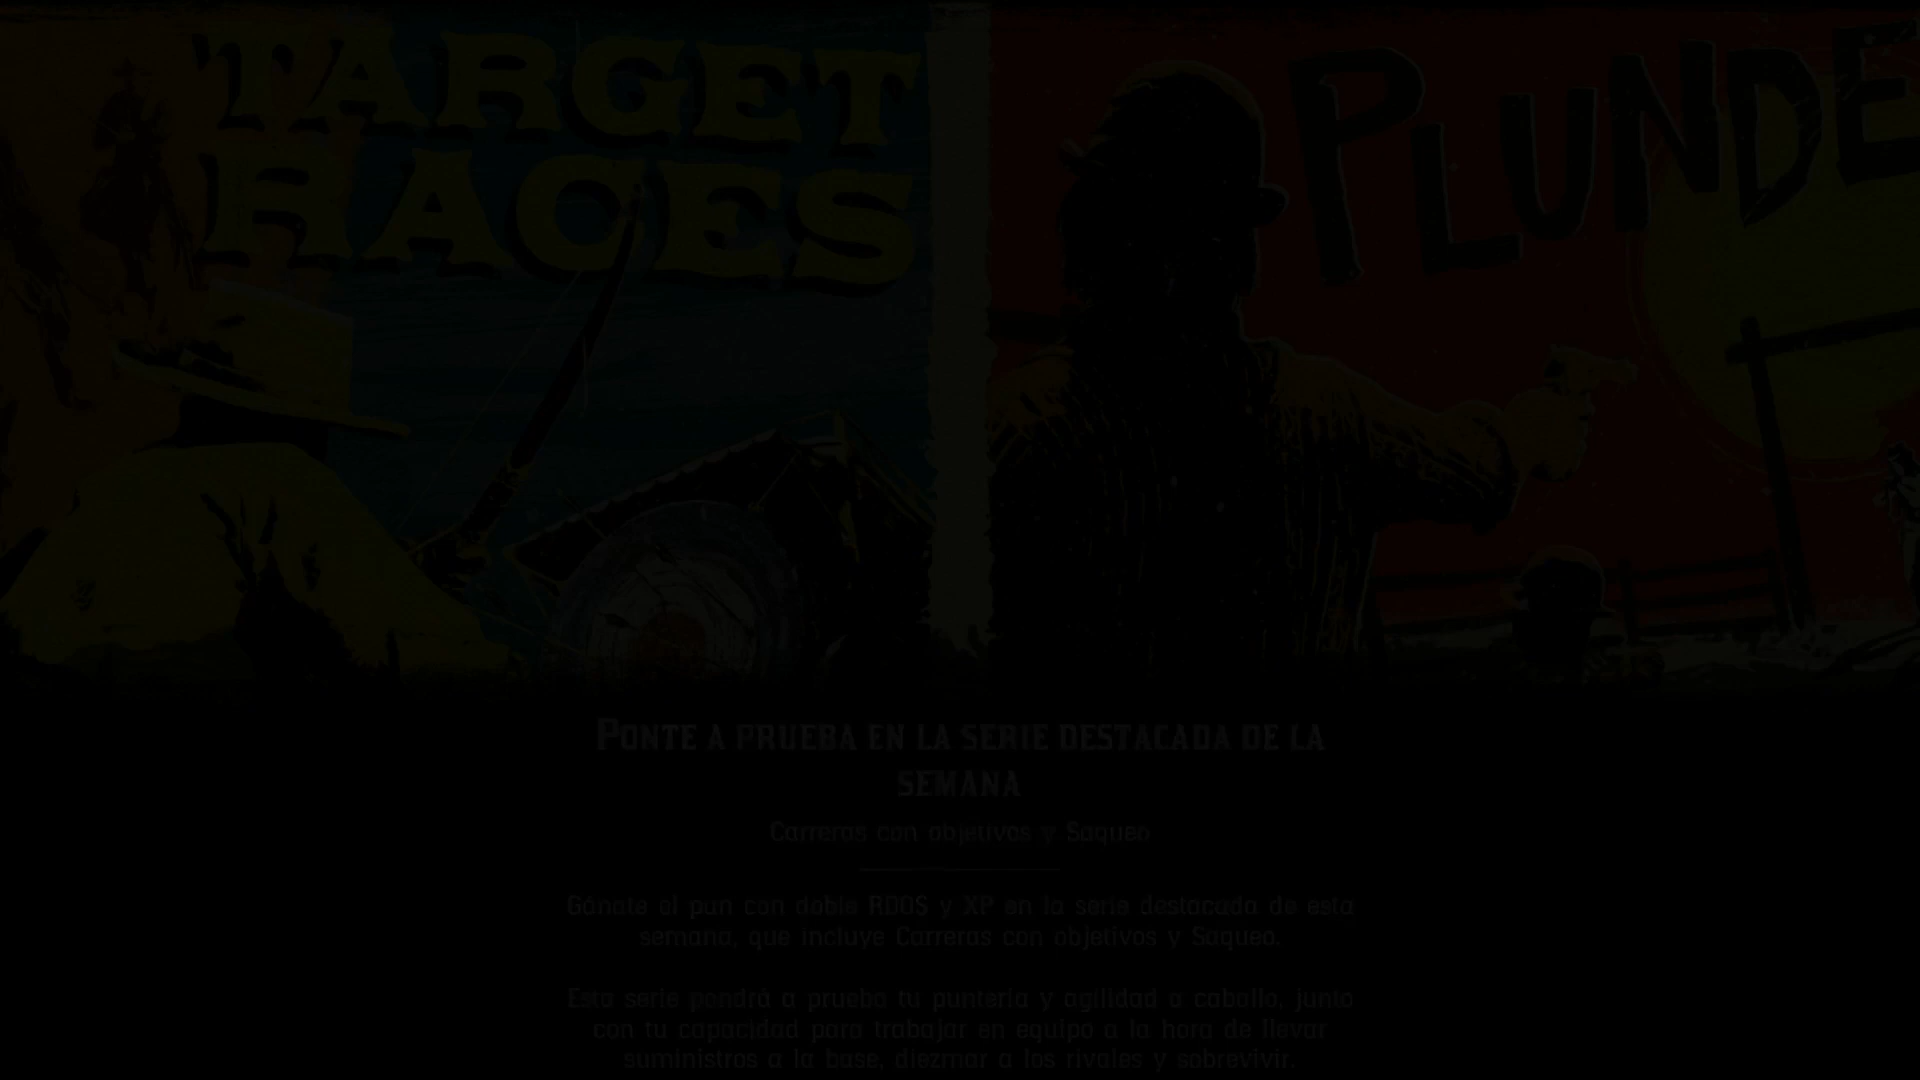 TARGET
RACES
PLUNDE
PONTE A PRUEBA EN LA SERIE DESTACADA DE LA
SEMANA
Carreras con objetivos y Saqueo
Gánate el pan con doble RDO$ y XP en la serie destacada de esta
semana, que incluye Carreras con objetivos y Saqueo.
Esta serie pondrá a prueba tu puntería y agilidad a caballo, junto
con tu capacidad para trabajar en equipo a la hora de llevar
suministros a la base, diezmar a los rivales y sobrevivir.